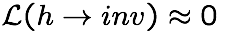 ℒ(h → inv) ≈ 0